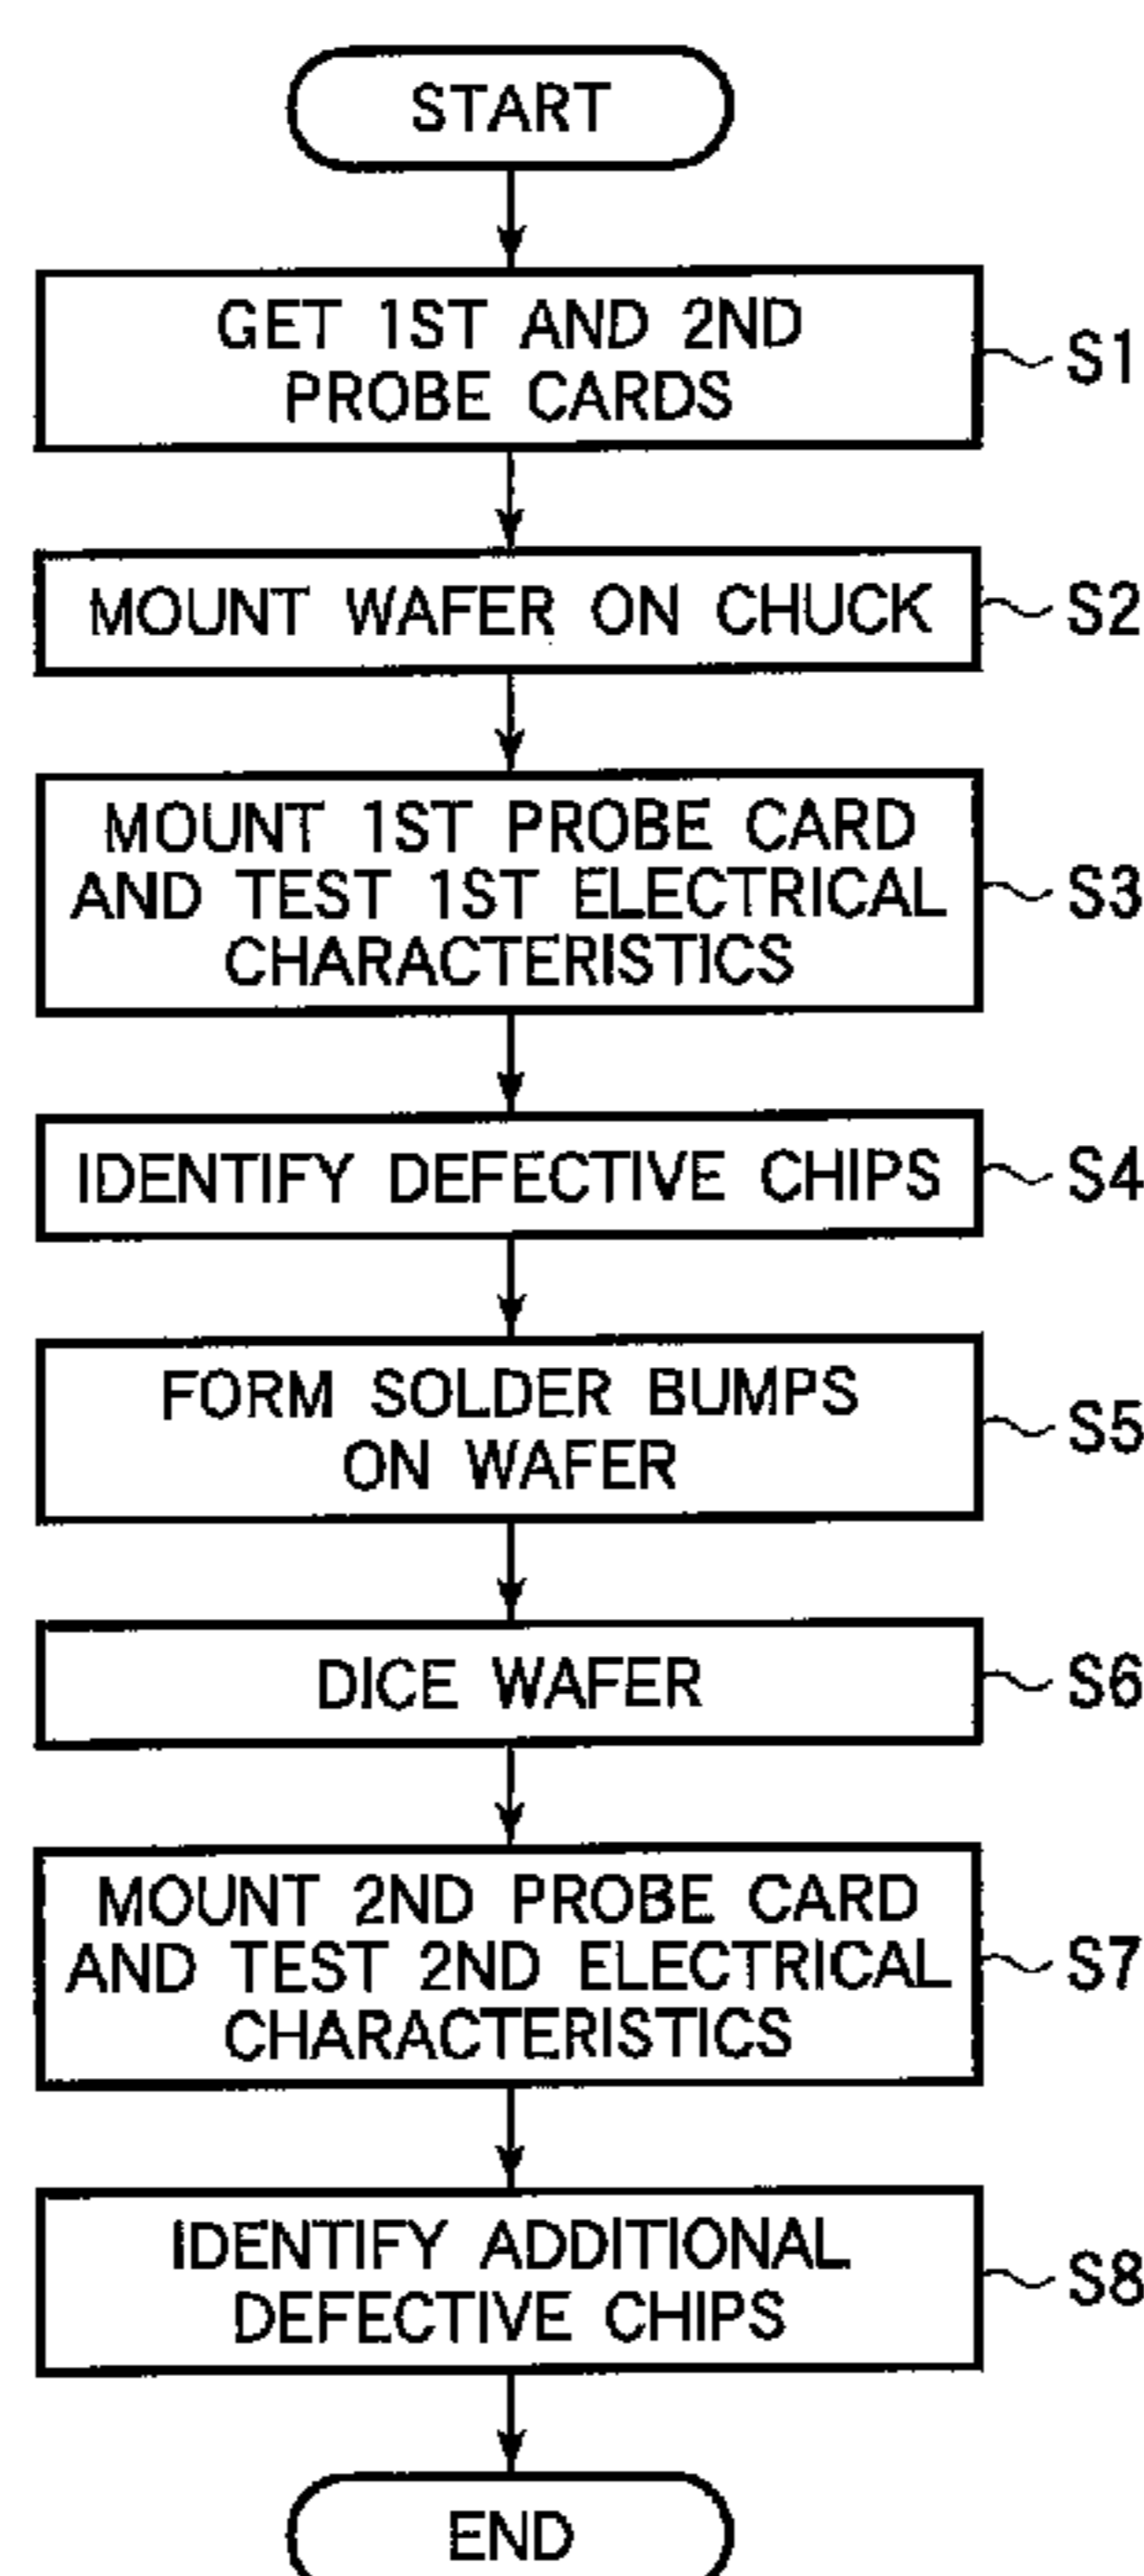 START
GET 1ST AND 2ND
PROBE CARDS
S1
MOUNT WAFER ON CHUCK
S2
MOUNT 1ST PROBE CARD
AND TEST 1ST ELECTRICAL
CHARACTERISTICS
S3
IDENTIFY DEFECTIVE CHIPS
S4
FORM SOLDER BUMPS
ON WAFER
S5
DICE WAFER
S6
MOUNT 2ND PROBE CARD
AND TEST 2ND ELECTRICAL
CHARACTERISTICS
S7
IDENTIFY ADDITIONAL
DEFECTIVE CHIPS
S8
END